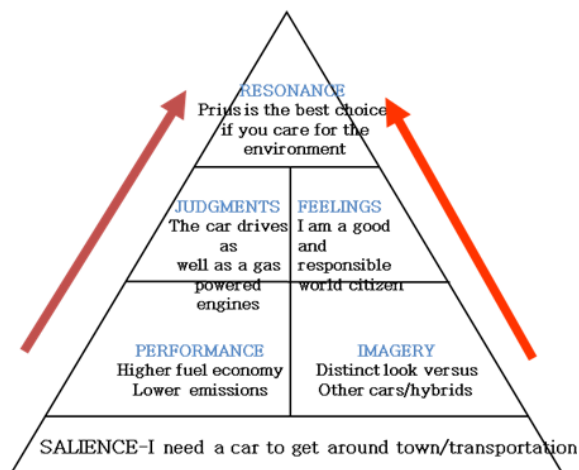 RESONANCE
Prius is the best choice
if you care for the
environment
JUDGMENTS
The car drives
as
well as a gas
powered
engines
FEELINGS
I am a good
and
responsible
world citizen
PERFORMANCE
Higher fuel economy
Lower emissions
IMAGERY
Distinct look versus
Other cars/hybrids
SALIENCE-I need a car to get around town/transportation